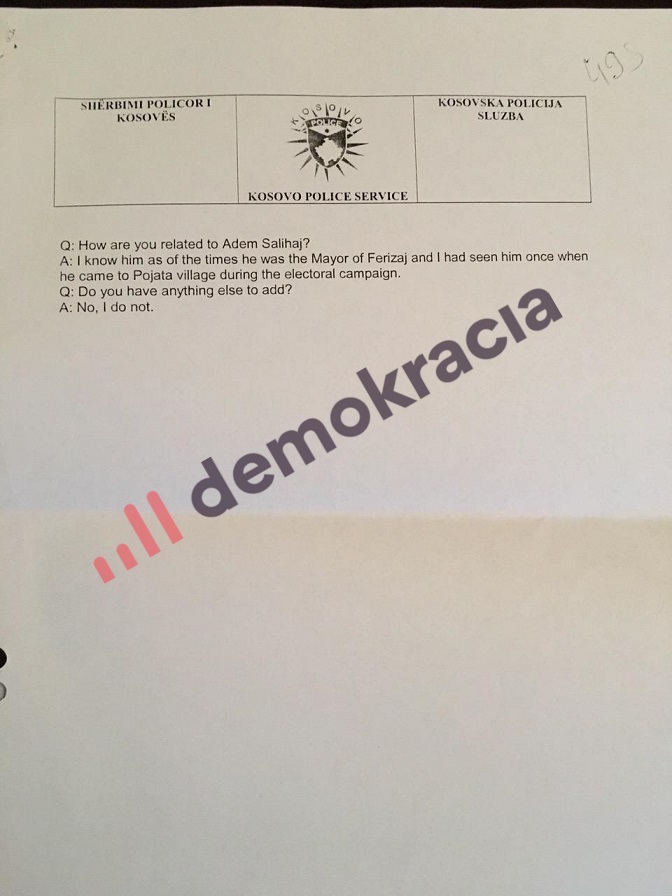 495
SHËRBIMI POLICOR I
KOSOVËS
KOSOVO
POLICE
KOSOVO POLICE SERVICE
KOSOVSKA POLICIJA
SLUZBA
Q: How are you related to Adem Salihaj?
A: I know him as of the times he was the Mayor of Ferizaj and I had seen him once when
he came to Pojata village during the electoral campaign.
Q: Do you have anything else to add?
A: No, I do not.
demokracia